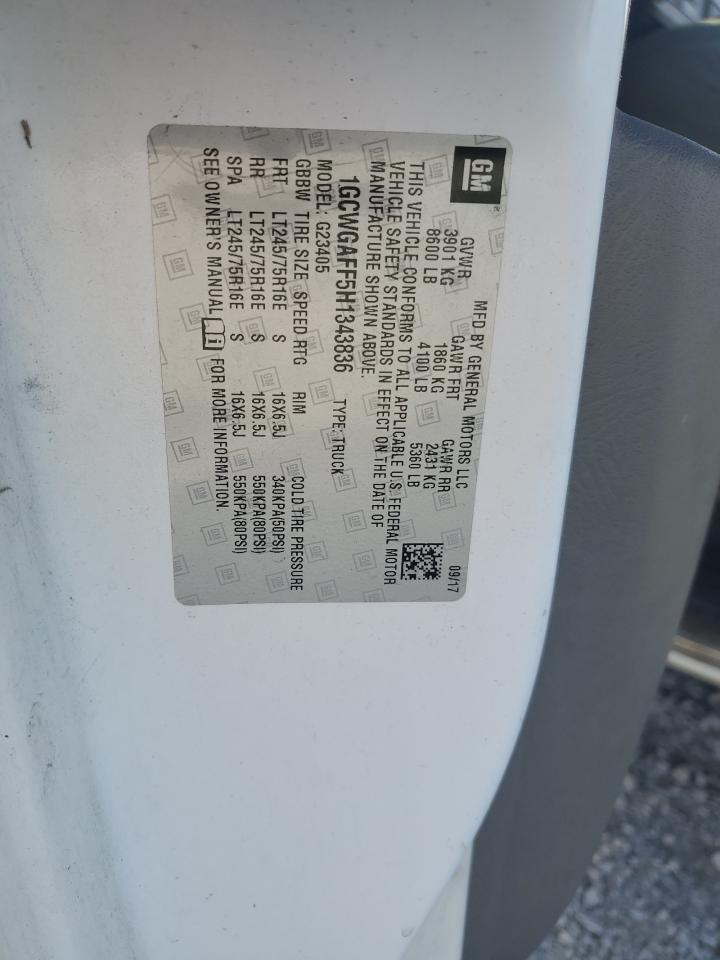 GM
MFD BY GENERAL MOTORS LLC 09/17
GVWR GAWR FRT GAWR RR
3901 KG 1860 KG 2431 KG
8600 LB 4100 LB 5360 LB
THIS VEHICLE CONFORMS TO ALL APPLICABLE U.S. FEDERAL MOTOR
VEHICLE SAFETY STANDARDS IN EFFECT ON THE DATE OF
MANUFACTURE SHOWN ABOVE.
1GCWGAFF5H1343836 TYPE: TRUCK
MODEL: G23405
GBBW TIRE SIZE SPEED RTG RIM COLD TIRE PRESSURE
FRT LT245/75R16E S 16X6.5J 340KPA(50PSI)
RR LT245/75R16E S 16X6.5J 550KPA(80PSI)
SPA LT245/75R16E S 16X6.5J 550KPA(80PSI)
SEE OWNER'S MANUAL i FOR MORE INFORMATION.